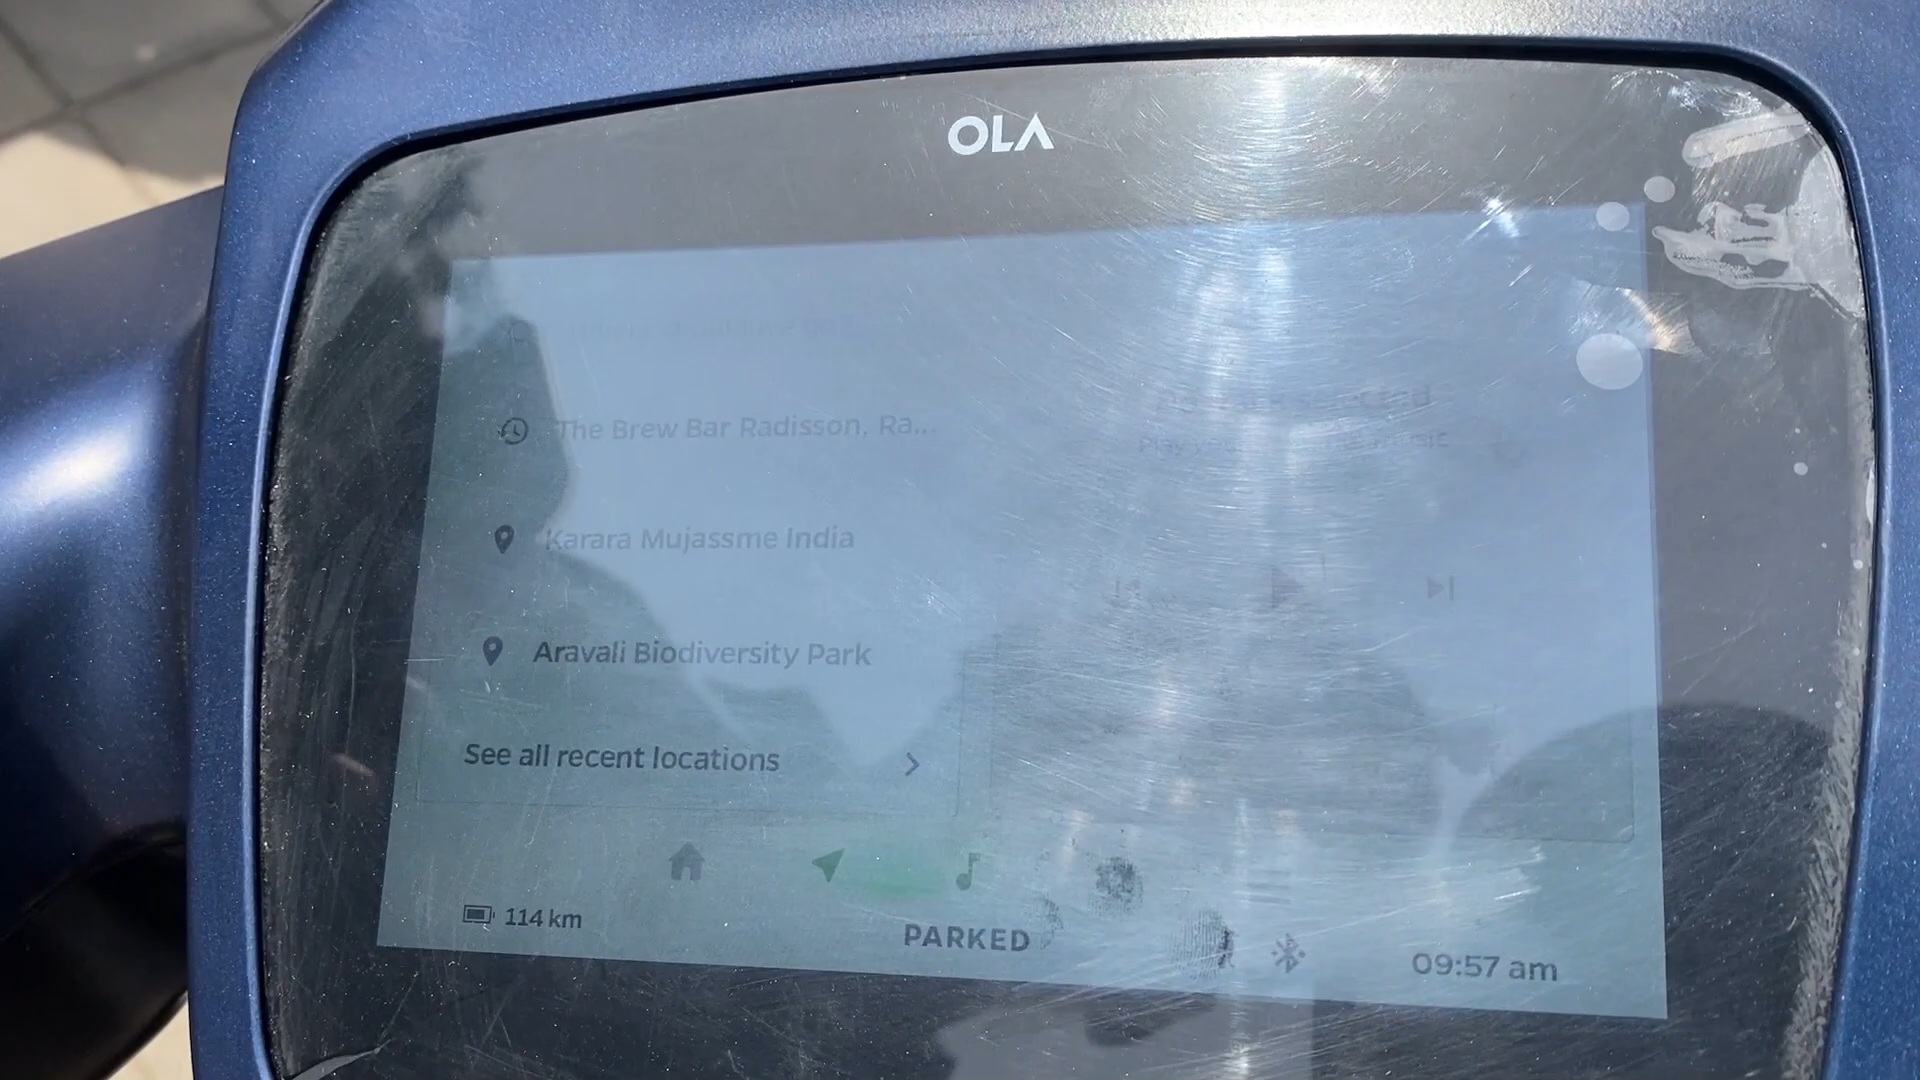 OLA
The Brew Bar Radisson, Ra...
Karara Mujassme India
Aravali Biodiversity Park
See all recent locations
114 km
PARKED
09:57 am